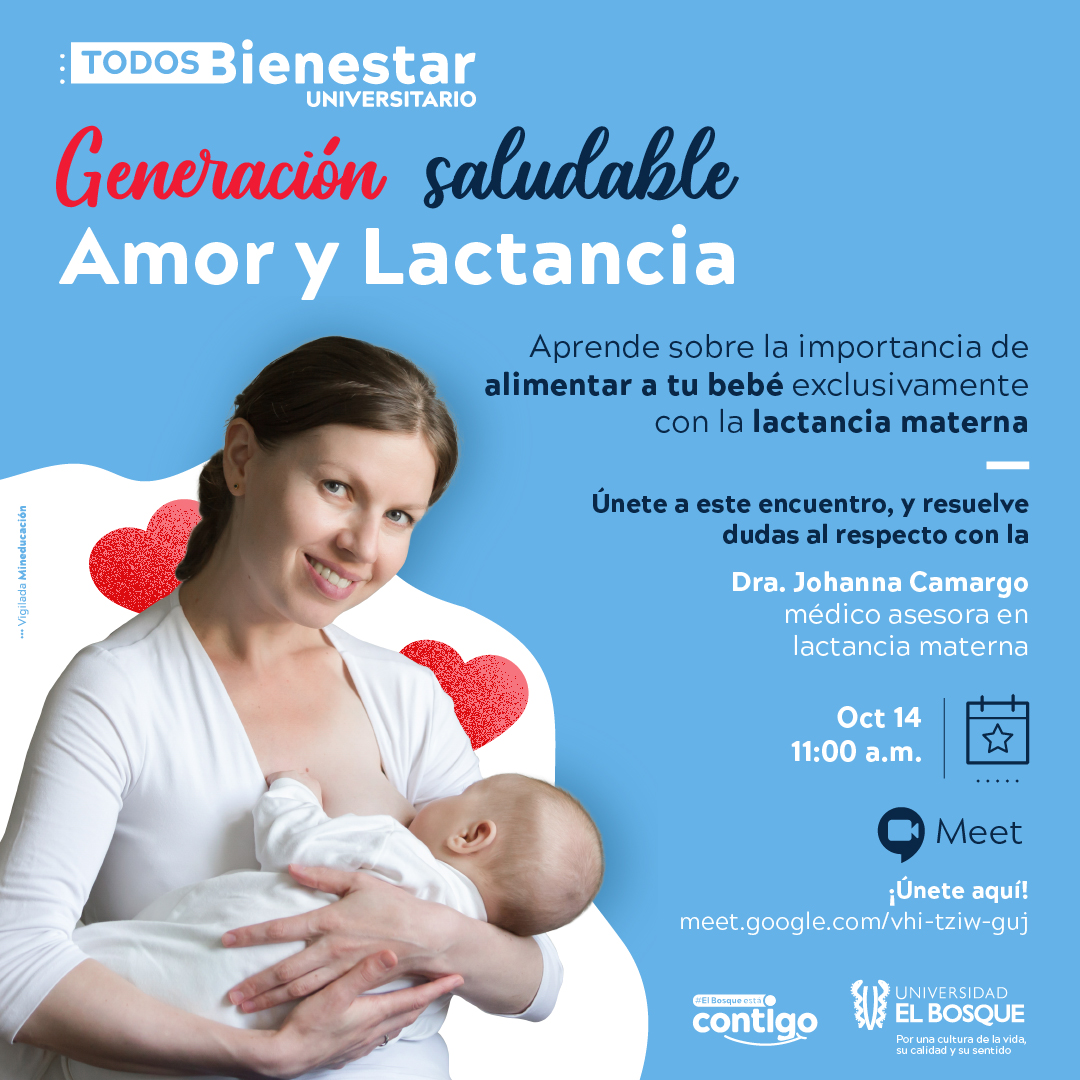 TODOS Bienestar
UNIVERSITARIO
Generación saludable
Amor y Lactancia
Aprende sobre la importancia de
alimentar a tu bebé exclusivamente
con la lactancia materna
Únete a este encuentro, y resuelve
dudas al respecto con la
Dra. Johanna Camargo
médico asesora en
lactancia materna
Oct 14
11:00 a.m.
Meet
¡Únete aquí!
meet.google.com/vhi-tziw-guj
Vigilada Mineducación
#El Bosque está
contigo
UNIVERSIDAD
EL BOSQUE
Por una cultura de la vida,
su calidad y su sentido